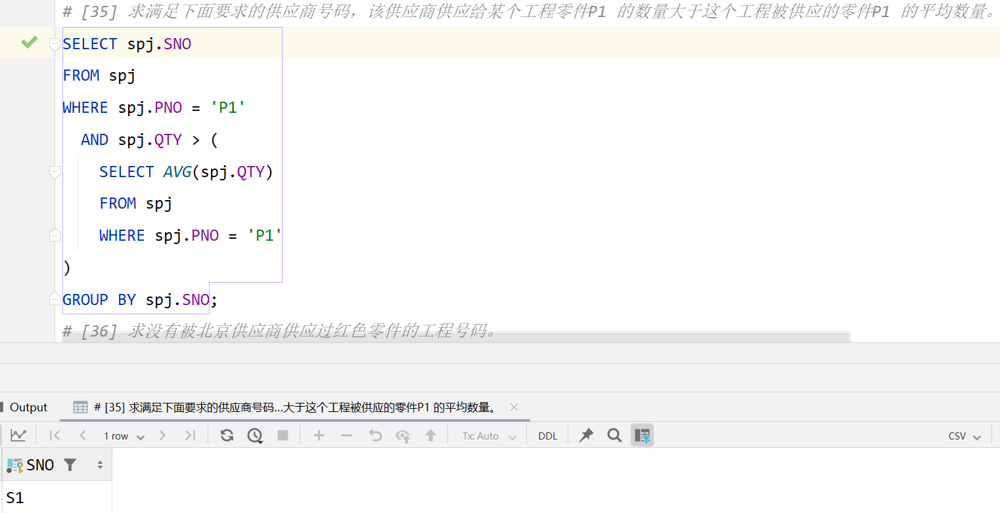 # [35] 求满足下面要求的供应商号码，该供应商供应给某个工程零件P1 的数量大于这个工程被供应的零件P1 的平均数量。
SELECT spj.SNO
FROM spj
WHERE spj.PNO = 'P1'
AND spj.QTY > (
SELECT AVG(spj.QTY)
FROM spj
WHERE spj.PNO = 'P1'
)
GROUP BY spj.SNO;
# [36] 求没有被北京供应商供应过红色零件的工程号码。
Output # [35] 求满足下面要求的供应商号码...大于这个工程被供应的零件P1 的平均数量。
1 row Tx: Auto DDL CSV
SNO
S1